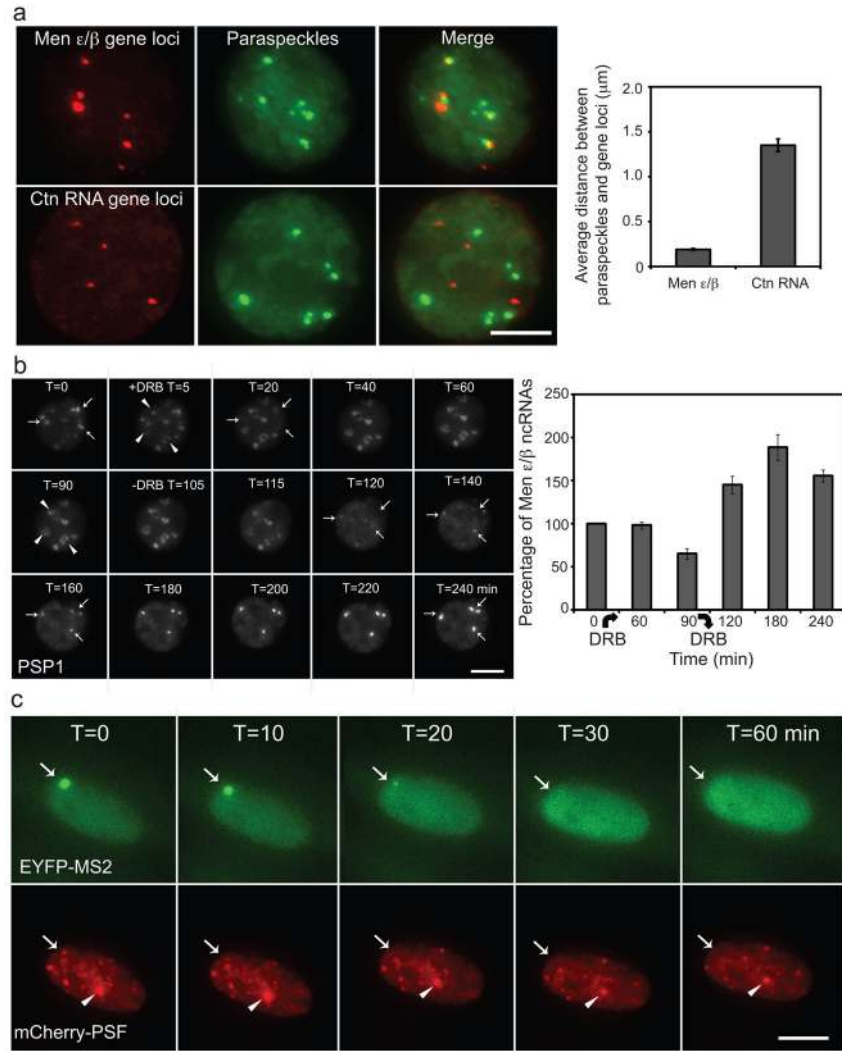 a
Men ε/β gene loci
Paraspeckles
Merge
Ctn RNA gene loci
Average distance between
paraspeckles and gene loci (μm)
2.0
1.5
1.0
0.5
0
Men ε/β
Ctn RNA
b
T=0
+DRB T=5
T=20
T=40
T=60
T=90
-DRB T=105
T=115
T=120
T=140
T=160
T=180
T=200
T=220
T=240 min
PSP1
Percentage of Men ε/β ncRNAs
250
200
150
100
50
0
0
60
90
120
180
240
DRB
DRB
Time (min)
c
T=0
T=10
T=20
T=30
T=60 min
EYFP-MS2
mCherry-PSF